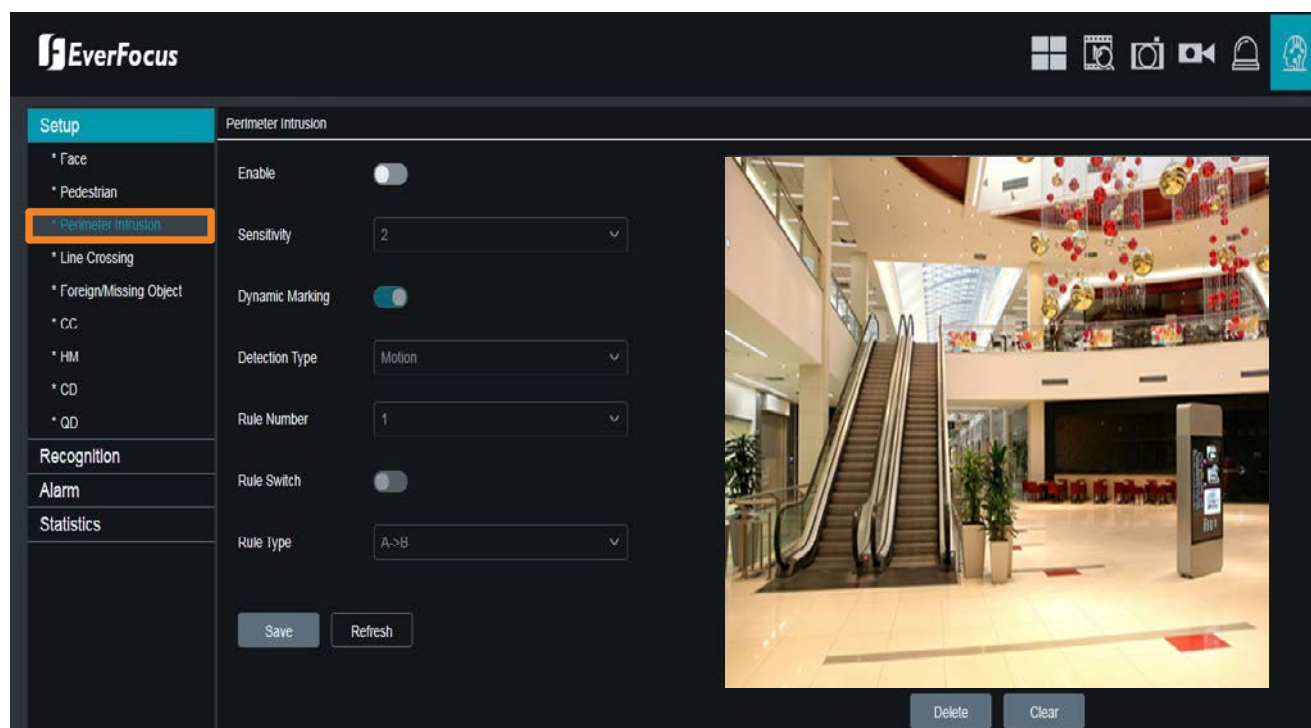 EverFocus
Setup
* Face
* Pedestrian
* Perimeter Intrusion
* Line Crossing
* Foreign/Missing Object
* CC
* HM
* CD
* QD
Recognition
Alarm
Statistics
Perimeter Intrusion
Enable
Sensitivity 2
Dynamic Marking
Detection Type Motion
Rule Number 1
Rule Switch
Rule Type A->B
Save Refresh
Delete Clear